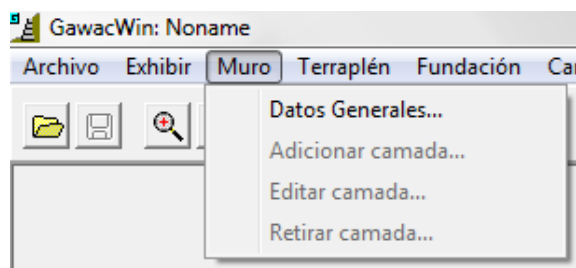 GawacWin: Noname
Archivo Exhibir Muro Terraplén Fundación
Datos Generales...
Adicionar camada...
Editar camada...
Retirar camada...